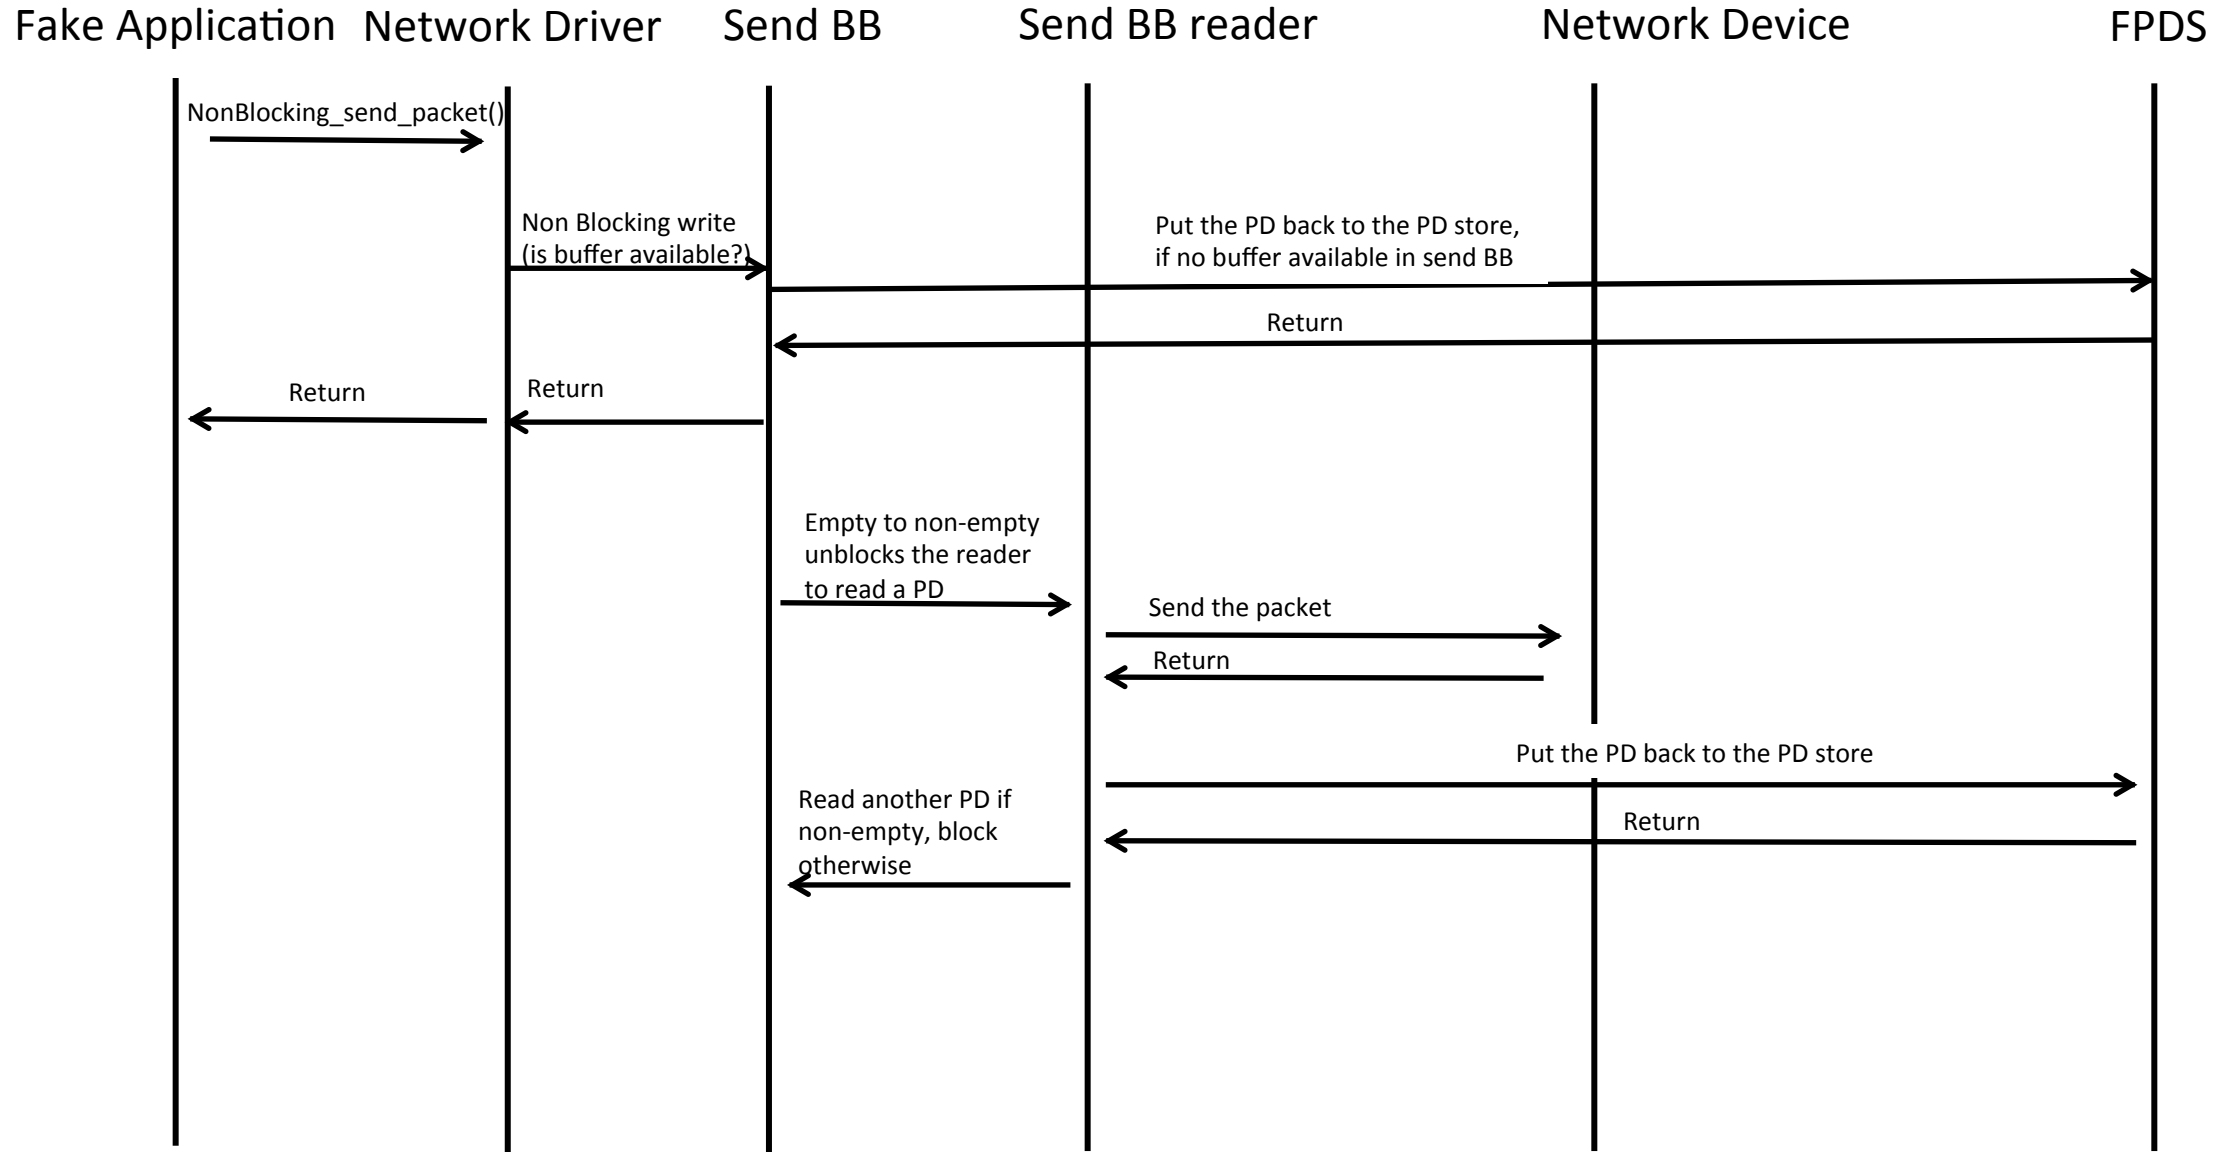 Fake Application Network Driver Send BB Send BB reader Network Device FPDS
NonBlocking_send_packet()
Non Blocking write
(is buffer available?)
Put the PD back to the PD store,
if no buffer available in send BB
Return
Return
Return
Empty to non-empty
unblocks the reader
to read a PD
Send the packet
Return
Put the PD back to the PD store
Read another PD if
non-empty, block
otherwise
Return